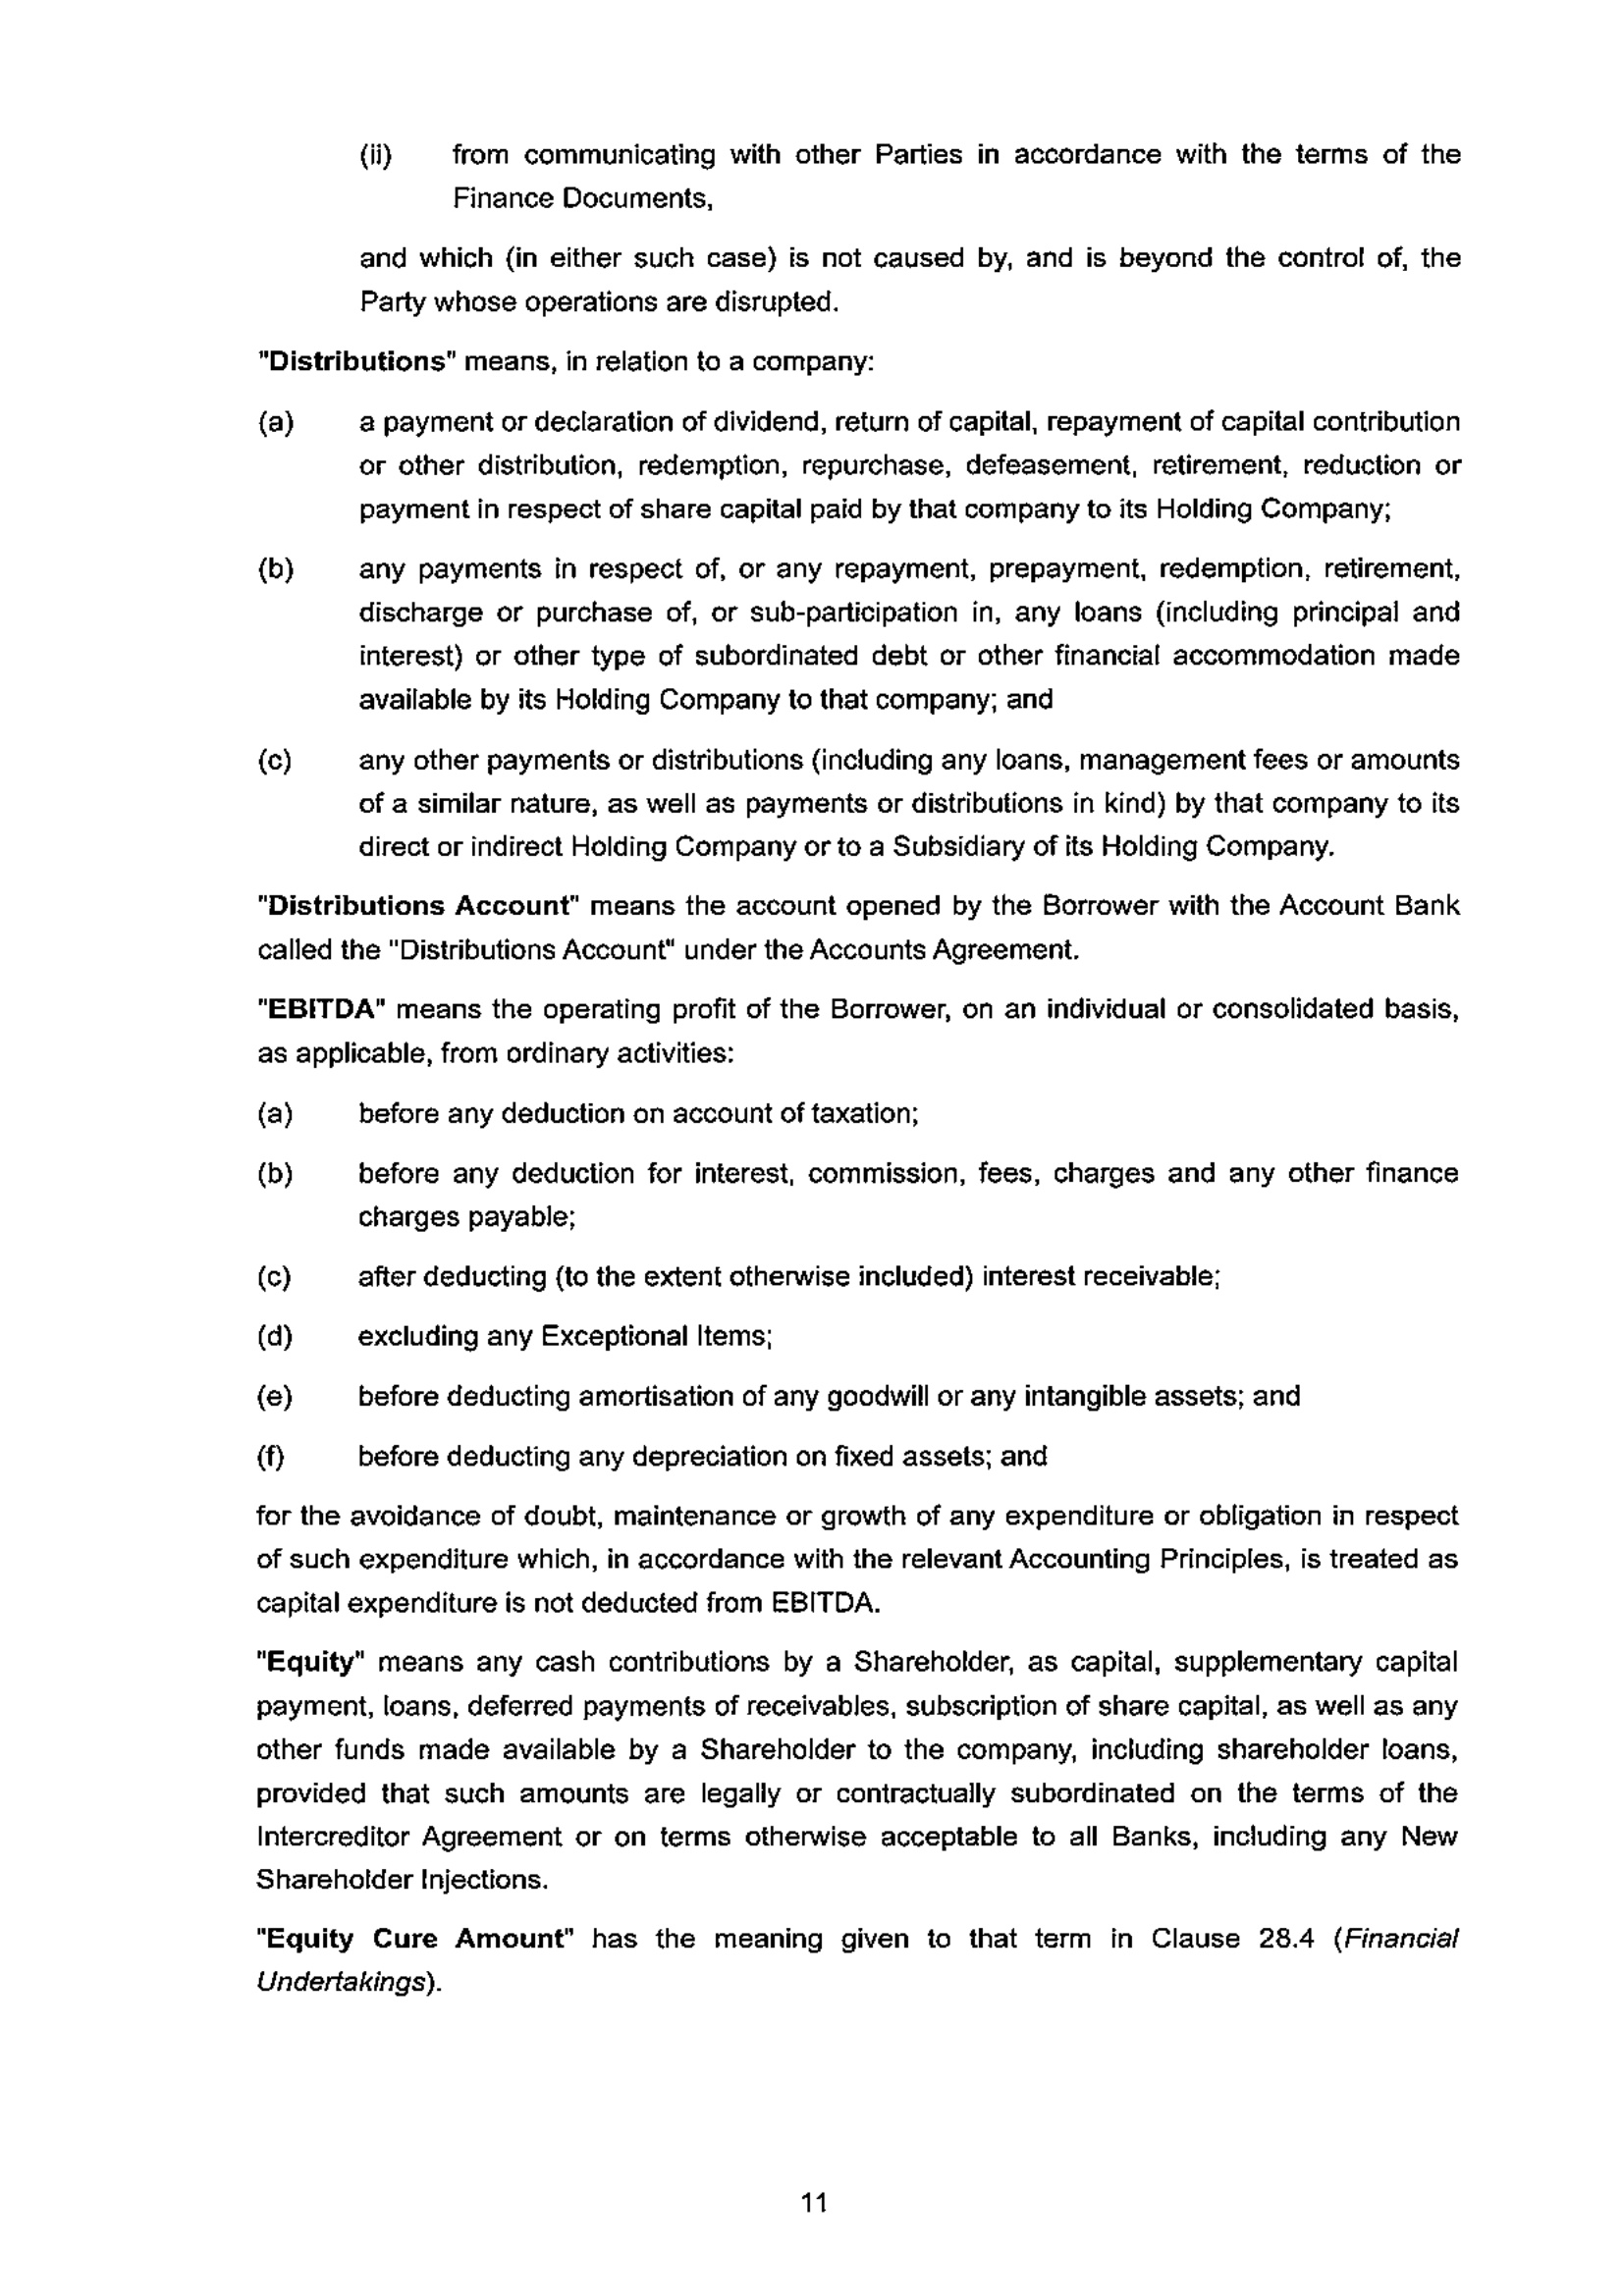 (ii) from communicating with other Parties in accordance with the terms of the
Finance Documents,
and which (in either such case) is not caused by, and is beyond the control of, the
Party whose operations are disrupted.
"Distributions" means, in relation to a company:
(a) a payment or declaration of dividend, return of capital, repayment of capital contribution
or other distribution, redemption, repurchase, defeasement, retirement, reduction or
payment in respect of share capital paid by that company to its Holding Company;
(b) any payments in respect of, or any repayment, prepayment, redemption, retirement,
discharge or purchase of, or sub-participation in, any loans (including principal and
interest) or other type of subordinated debt or other financial accommodation made
available by its Holding Company to that company; and
(c) any other payments or distributions (including any loans, management fees or amounts
of a similar nature, as well as payments or distributions in kind) by that company to its
direct or indirect Holding Company or to a Subsidiary of its Holding Company.
"Distributions Account" means the account opened by the Borrower with the Account Bank
called the "Distributions Account" under the Accounts Agreement.
"EBITDA" means the operating profit of the Borrower, on an individual or consolidated basis,
as applicable, from ordinary activities:
(a) before any deduction on account of taxation;
(b) before any deduction for interest, commission, fees, charges and any other finance
charges payable;
(c) after deducting (to the extent otherwise included) interest receivable;
(d) excluding any Exceptional Items;
(e) before deducting amortisation of any goodwill or any intangible assets; and
(f) before deducting any depreciation on fixed assets; and
for the avoidance of doubt, maintenance or growth of any expenditure or obligation in respect
of such expenditure which, in accordance with the relevant Accounting Principles, is treated as
capital expenditure is not deducted from EBITDA.
"Equity" means any cash contributions by a Shareholder, as capital, supplementary capital
payment, loans, deferred payments of receivables, subscription of share capital, as well as any
other funds made available by a Shareholder to the company, including shareholder loans,
provided that such amounts are legally or contractually subordinated on the terms of the
Intercreditor Agreement or on terms otherwise acceptable to all Banks, including any New
Shareholder Injections.
"Equity Cure Amount" has the meaning given to that term in Clause 28.4 (Financial
Undertakings).
11